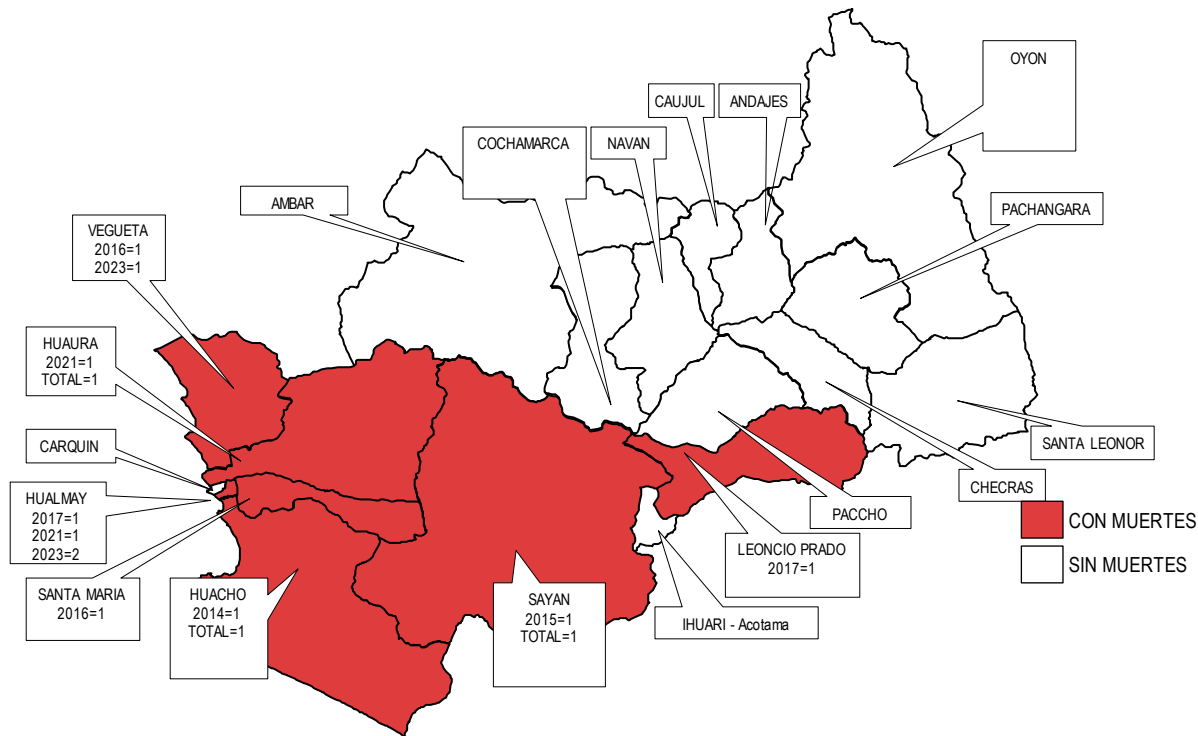 OYON
CAUJUL
ANDAJES
COCHAMARCA
NAVAN
AMBAR
PACHANGARA
VEGUETA
2016=1
2023=1
HUAURA
2021=1
TOTAL=1
CARQUIN
SANTA LEONOR
CHECRAS
HUALMAY
2017=1
2021=1
2023=2
PACCHO
CON MUERTES
LEONCIO PRADO
2017=1
SIN MUERTES
SANTA MARIA
2016=1
HUACHO
2014=1
TOTAL=1
SAYAN
2015=1
TOTAL=1
IHUARI - Acotama